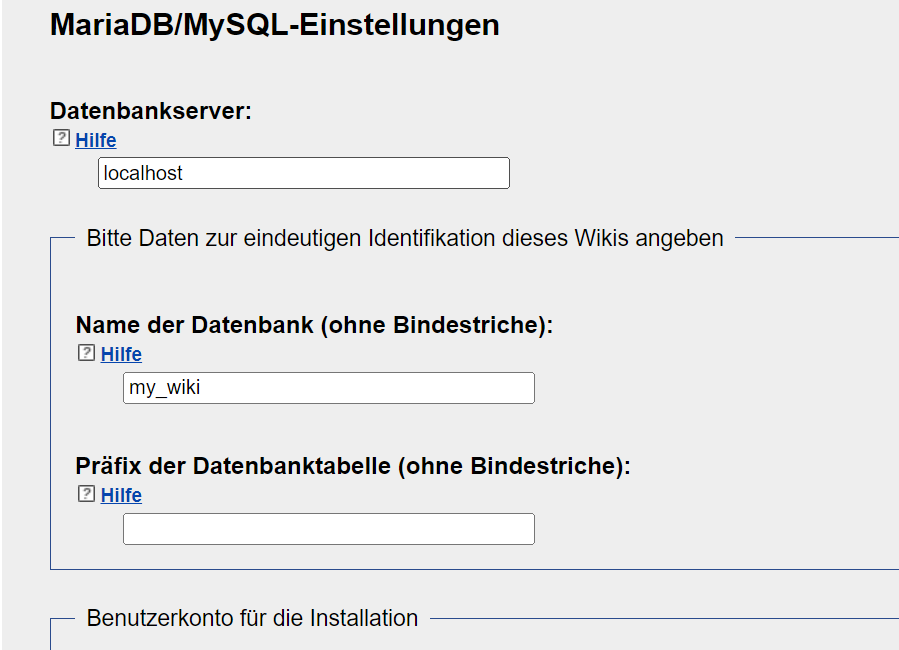 MariaDB/MySQL-Einstellungen
Datenbankserver:
? Hilfe
localhost
Bitte Daten zur eindeutigen Identifikation dieses Wikis angeben
Name der Datenbank (ohne Bindestriche):
? Hilfe
my_wiki
Präfix der Datenbanktabelle (ohne Bindestriche):
? Hilfe
Benutzerkonto für die Installation